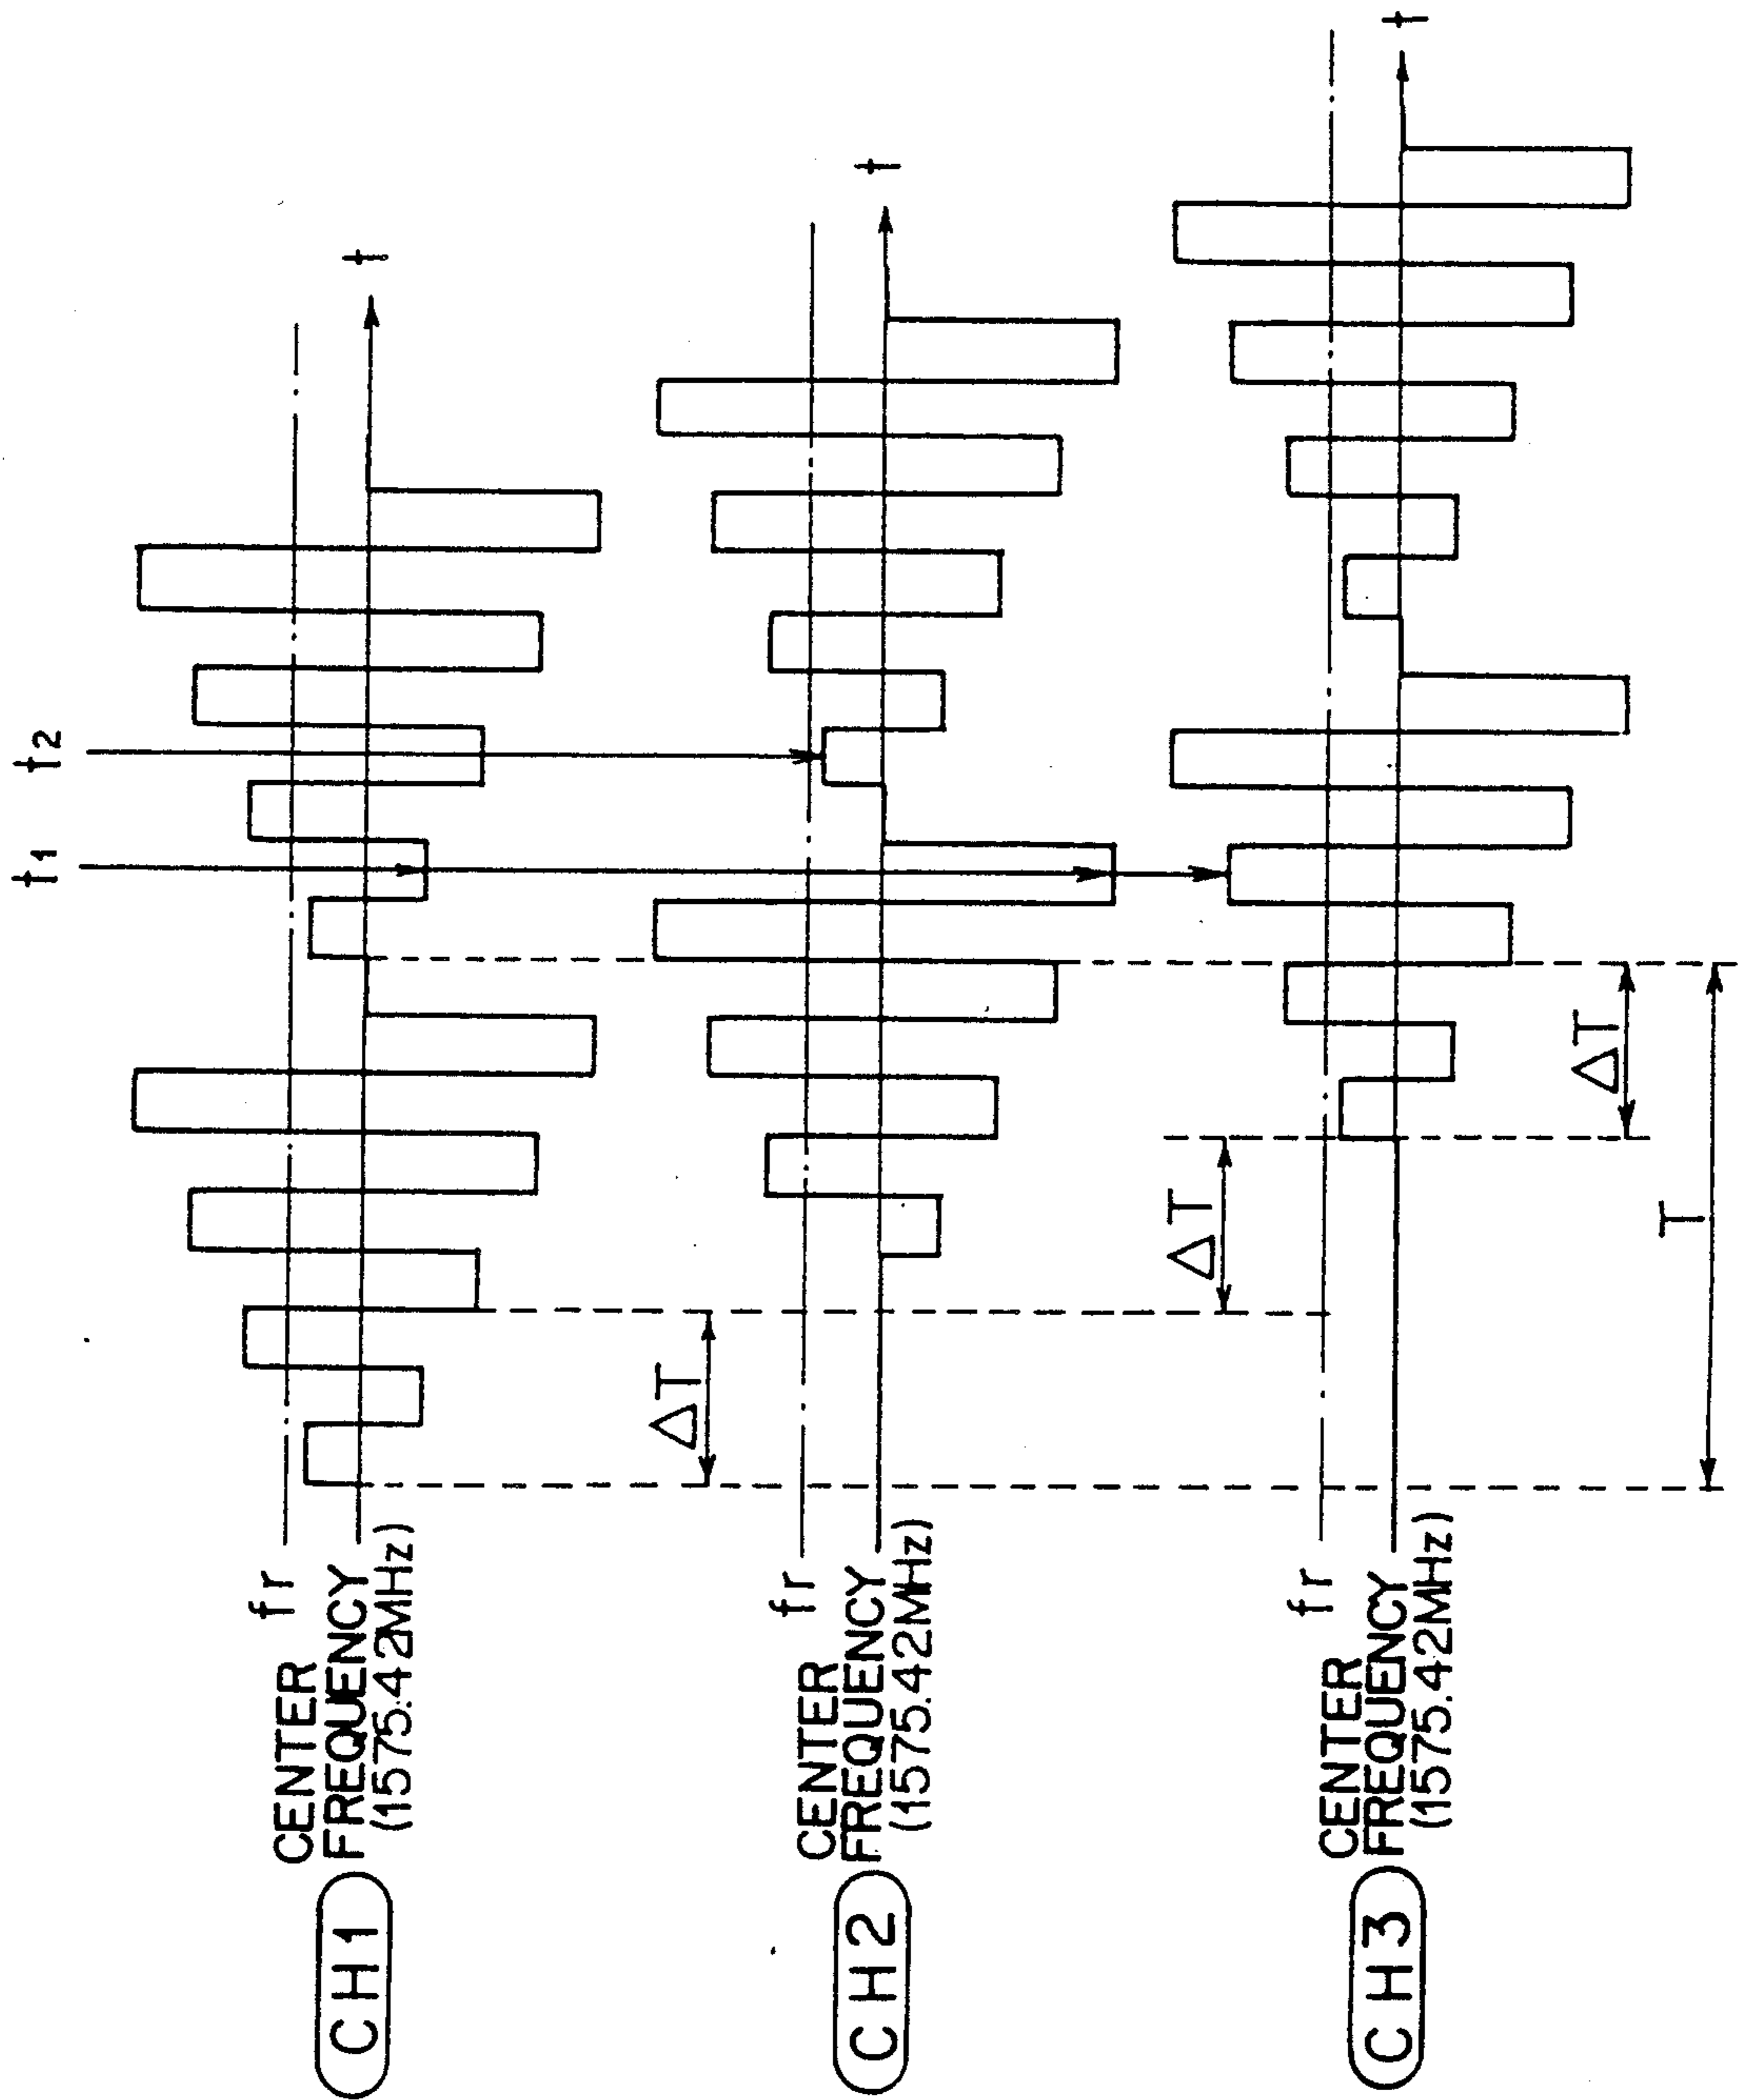 t1
t2
CH1
CENTER
FREQUENCY
(1575.42MHz)
fr
t
ΔT
CH2
CENTER
FREQUENCY
(1575.42MHz)
fr
t
ΔT
CH3
CENTER
FREQUENCY
(1575.42MHz)
fr
t
ΔT
T